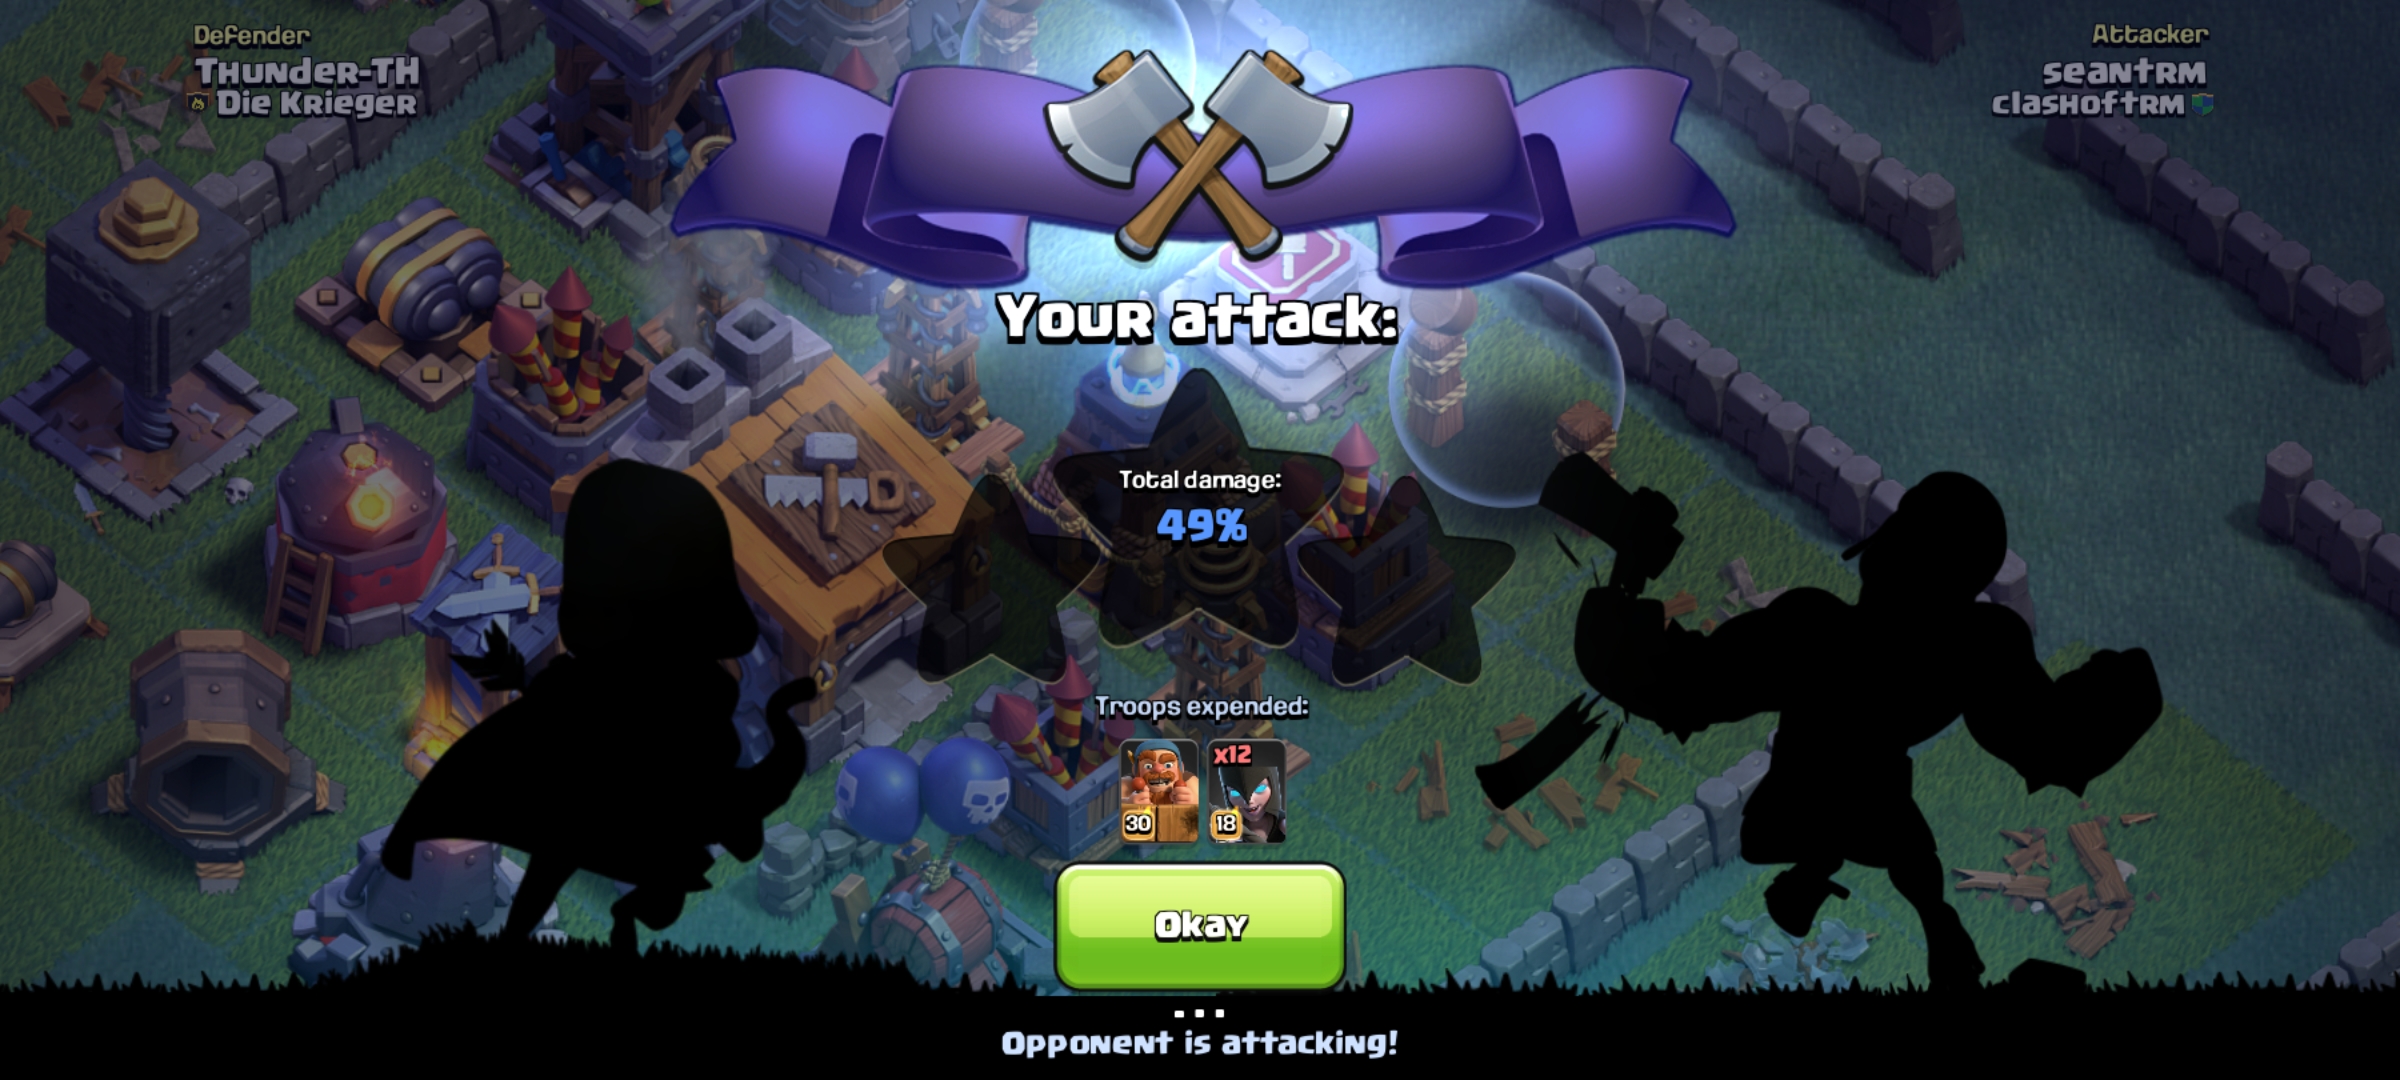 Defender
Thunder-TH
Die Krieger
Attacker
seantrm
clashoftrm
Your attack:
Total damage:
49%
Troops expended:
x12
30
18
Okay
...
Opponent is attacking!